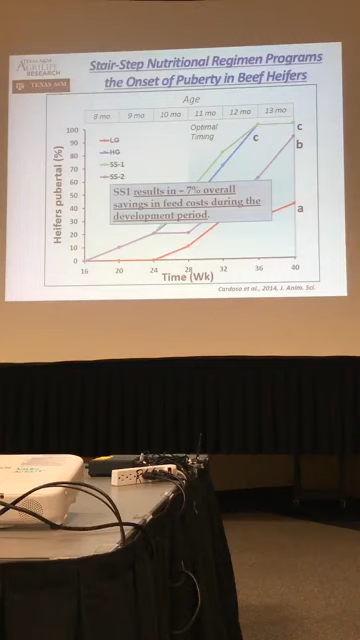 Stair-Step Nutritional Regimen Programs
the Onset of Puberty in Beef Heifers
TEXAS A&M
AGRILIFE
RESEARCH
TEXAS A&M
Age
8 mo 9 mo 10 mo 11 mo 12 mo 13 mo
Optimal
Timing
LG
HG
SS-1
SS-2
Heifers pubertal (%)
100
90
80
70
60
50
40
30
20
10
0
c
c
b
a
SS1 results in ~ 7% overall
savings in feed costs during the
development period.
16 20 24 28 32 36 40
Time (Wk)
Cardoso et al., 2014, J. Anim. Sci.